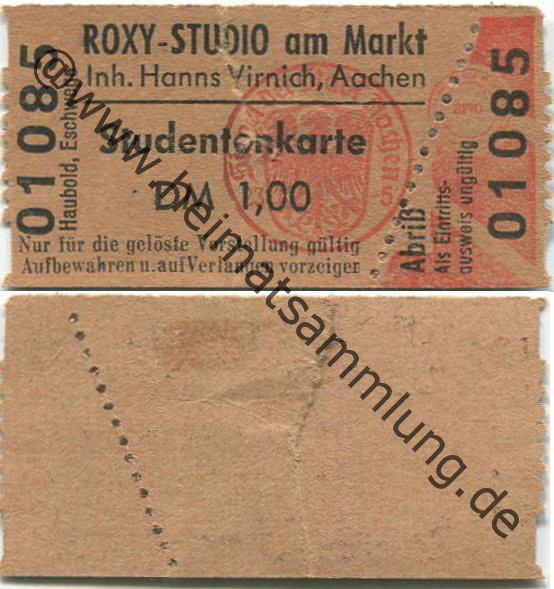 01085
Haubold, Eschwege
ROXY-STUDIO am Markt
Inh. Hanns Virnich, Aachen
Studentenkarte
DM 1,00
Nur für die gelöste Vorstellung gültig
Aufbewahren u. auf Verlangen vorzeigen
Abriß
Als Eintritts-
ausweis ungültig
SPIO
01085
@www.heimatsammlung.de